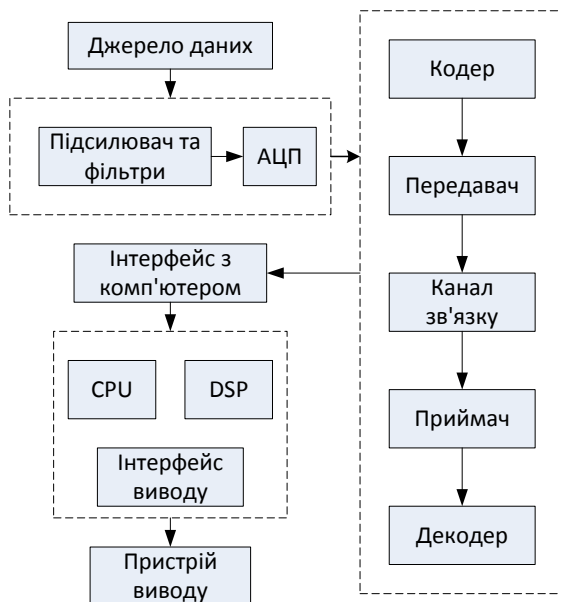 Джерело даних
Підсилювач та
фільтри
АЦП
Інтерфейс з
комп'ютером
CPU
DSP
Інтерфейс
виводу
Пристрій
виводу
Кодер
Передавач
Канал
зв'язку
Приймач
Декодер